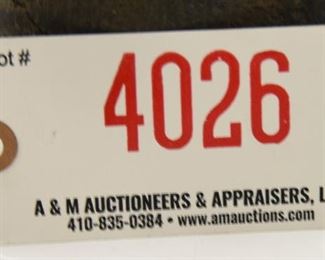 ot #
4026
A & M AUCTIONEERS & APPRAISERS, L
410-835-0384 • www.amauctions.com